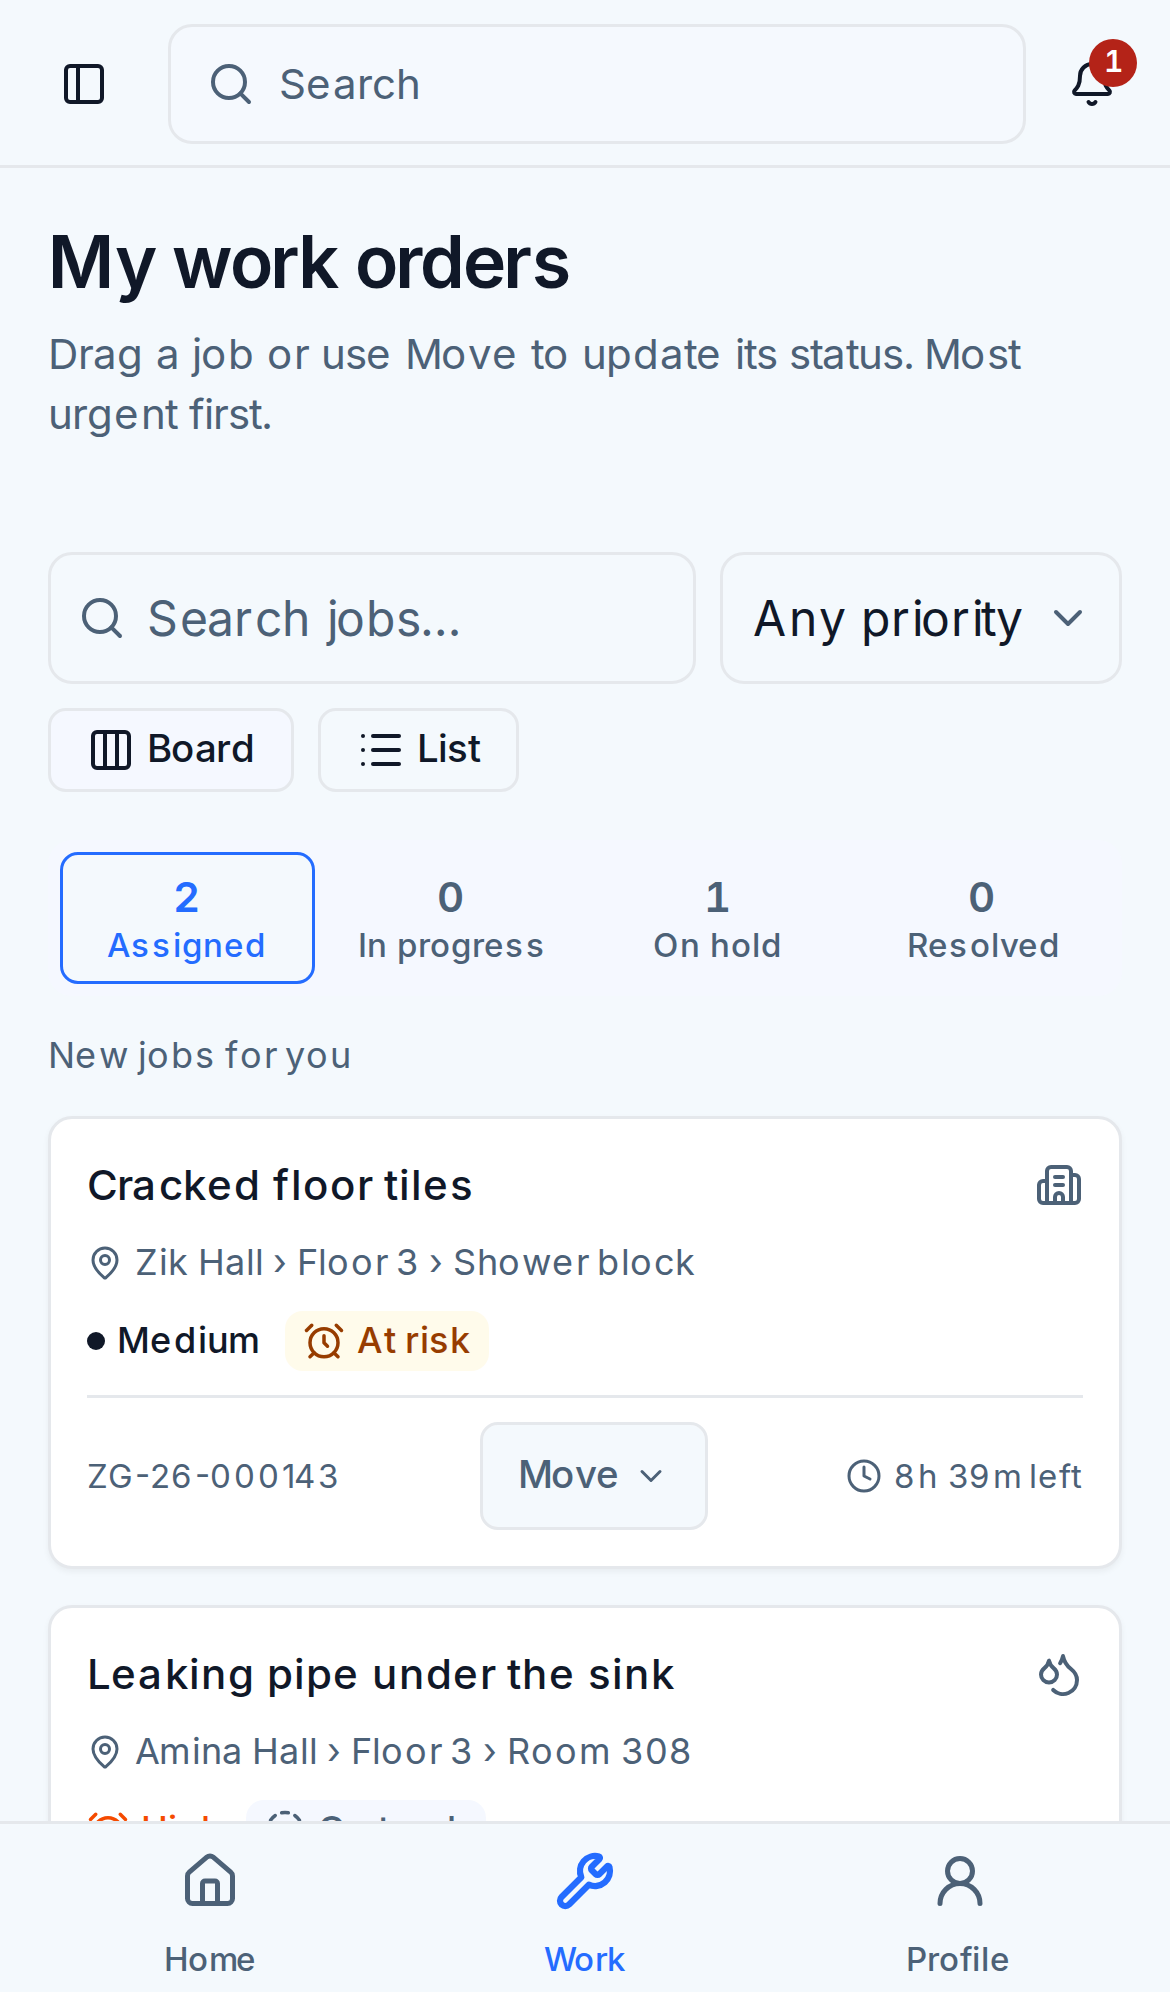 Search
1
My work orders
Drag a job or use Move to update its status. Most
urgent first.
Search jobs...
Any priority
Board
List
2
Assigned
0
In progress
1
On hold
0
Resolved
New jobs for you
Cracked floor tiles
Zik Hall › Floor 3 › Shower block
Medium
At risk
ZG-26-000143
Move
8h 39m left
Leaking pipe under the sink
Amina Hall › Floor 3 › Room 308
Home
Work
Profile